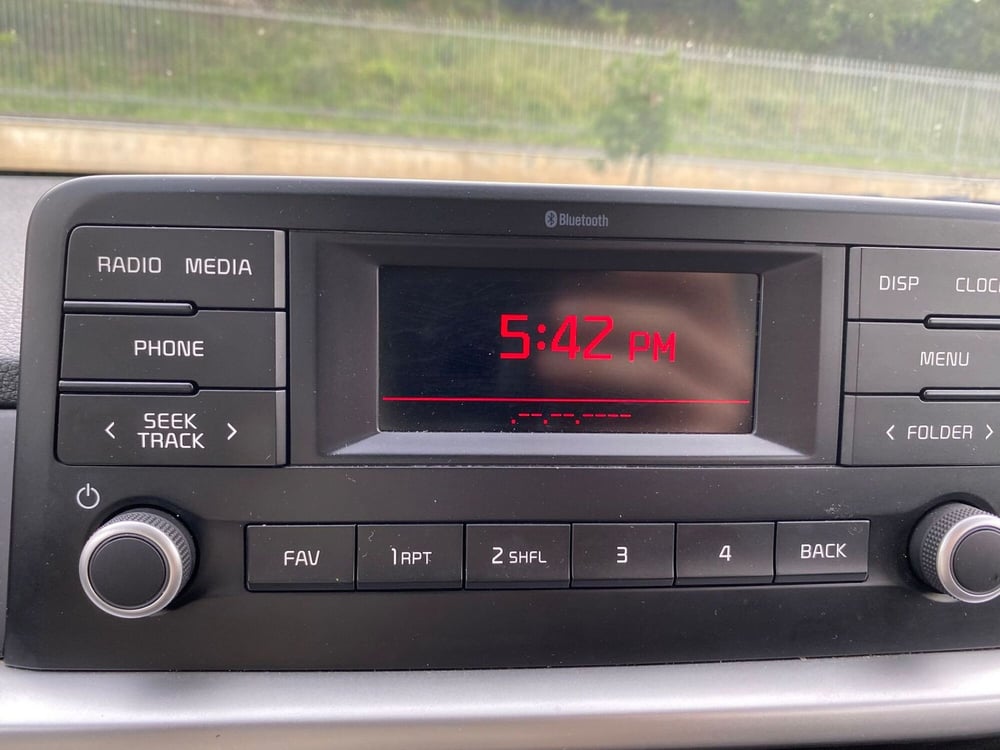 Bluetooth
RADIO MEDIA
PHONE
< SEEK TRACK >
5:42 PM
--.--.----
DISP CLOC
MENU
< FOLDER >
FAV
1 RPT
2 SHFL
3
4
BACK